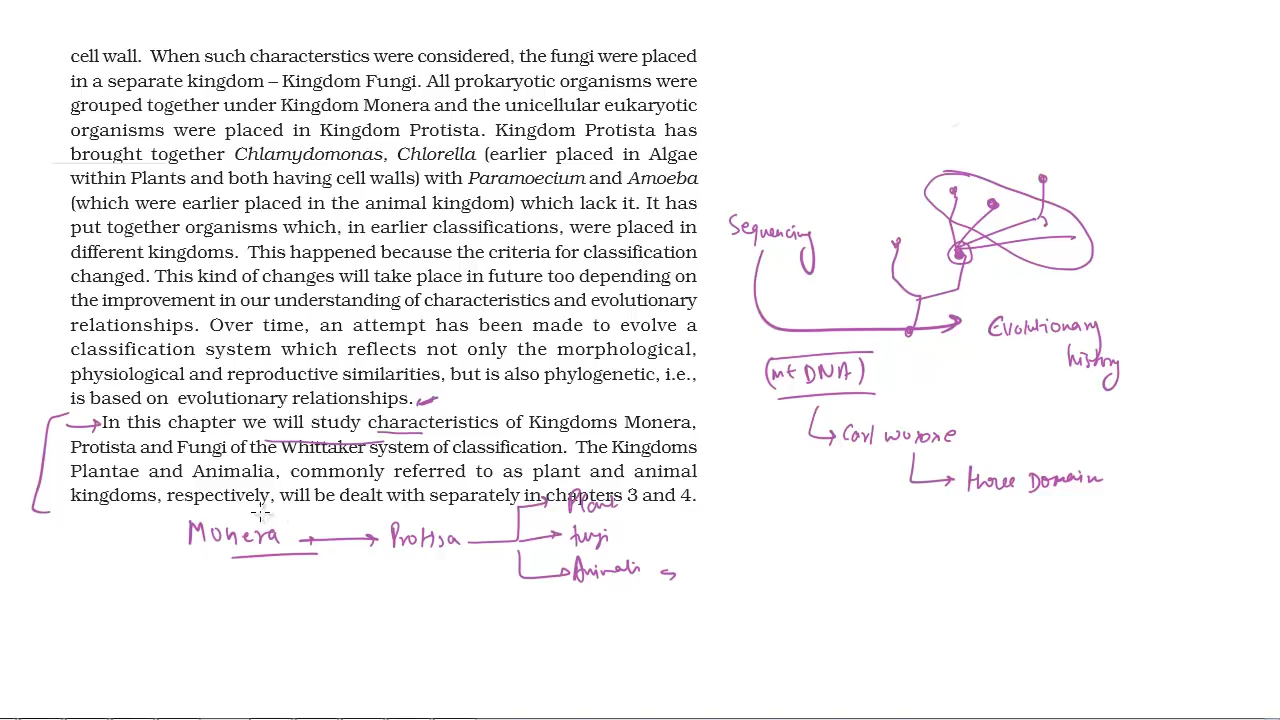 cell wall. When such characterstics were considered, the fungi were placed
in a separate kingdom – Kingdom Fungi. All prokaryotic organisms were
grouped together under Kingdom Monera and the unicellular eukaryotic
organisms were placed in Kingdom Protista. Kingdom Protista has
brought together Chlamydomonas, Chlorella (earlier placed in Algae
within Plants and both having cell walls) with Paramoecium and Amoeba
(which were earlier placed in the animal kingdom) which lack it. It has
put together organisms which, in earlier classifications, were placed in
different kingdoms. This happened because the criteria for classification
changed. This kind of changes will take place in future too depending on
the improvement in our understanding of characteristics and evolutionary
relationships. Over time, an attempt has been made to evolve a
classification system which reflects not only the morphological,
physiological and reproductive similarities, but is also phylogenetic, i.e.,
is based on evolutionary relationships.
In this chapter we will study characteristics of Kingdoms Monera,
Protista and Fungi of the Whittaker system of classification. The Kingdoms
Plantae and Animalia, commonly referred to as plant and animal
kingdoms, respectively, will be dealt with separately in chapters 3 and 4.
Monera
Plant
fungi
Sequencing
Evolutionary
history
(mt DNA)
Carl
three Domain